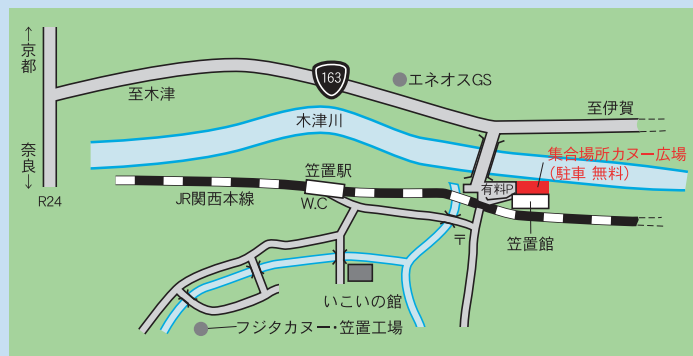 ↑京都
奈良↓
R24
至木津
163
エネオスGS
至伊賀
木津川
集合場所カヌー広場
(駐車 無料)
笠置駅
W.C
有料P
JR関西本線
笠置館
〒
いこいの館
フジタカヌー・笠置工場